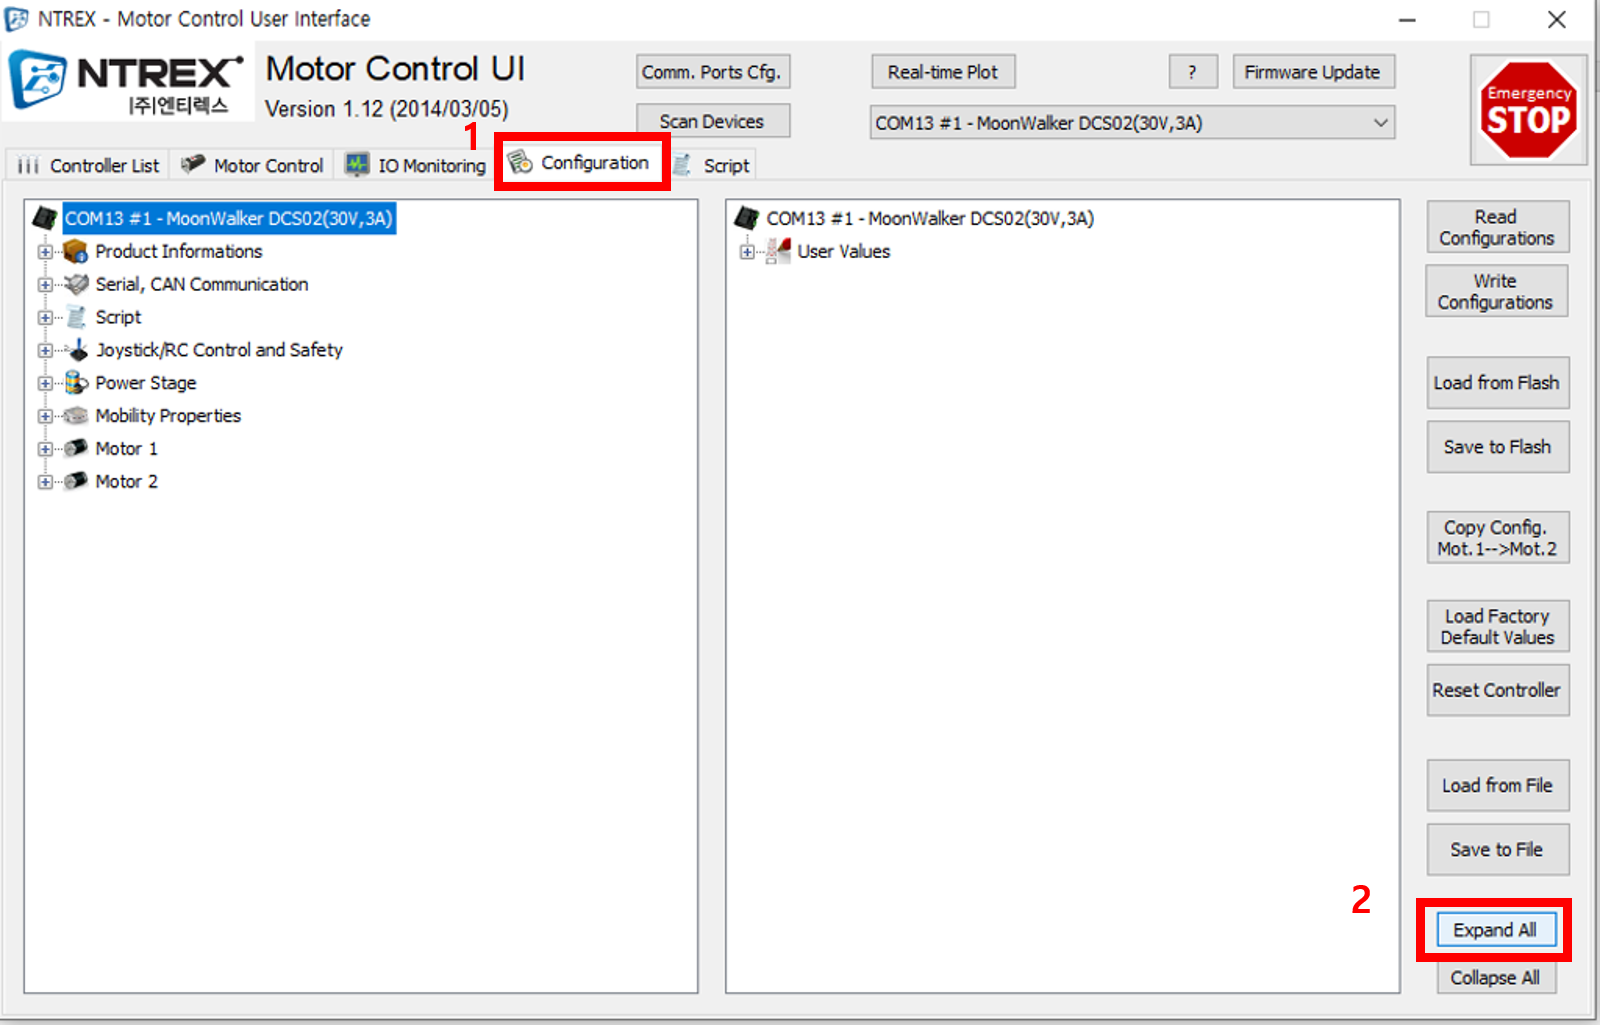 NTREX - Motor Control User Interface
NTREX
(주)엔티렉스
Motor Control UI
Version 1.12 (2014/03/05)
Comm. Ports Cfg.
Scan Devices
Real-time Plot
?
Firmware Update
COM13 #1 - MoonWalker DCS02(30V,3A)
Emergency
STOP
1
Controller List
Motor Control
IO Monitoring
Configuration
Script
COM13 #1 - MoonWalker DCS02(30V,3A)
Product Informations
Serial, CAN Communication
Script
Joystick/RC Control and Safety
Power Stage
Mobility Properties
Motor 1
Motor 2
COM13 #1 - MoonWalker DCS02(30V,3A)
User Values
Read
Configurations
Write
Configurations
Load from Flash
Save to Flash
Copy Config.
Mot.1-->Mot.2
Load Factory
Default Values
Reset Controller
Load from File
Save to File
2
Expand All
Collapse All